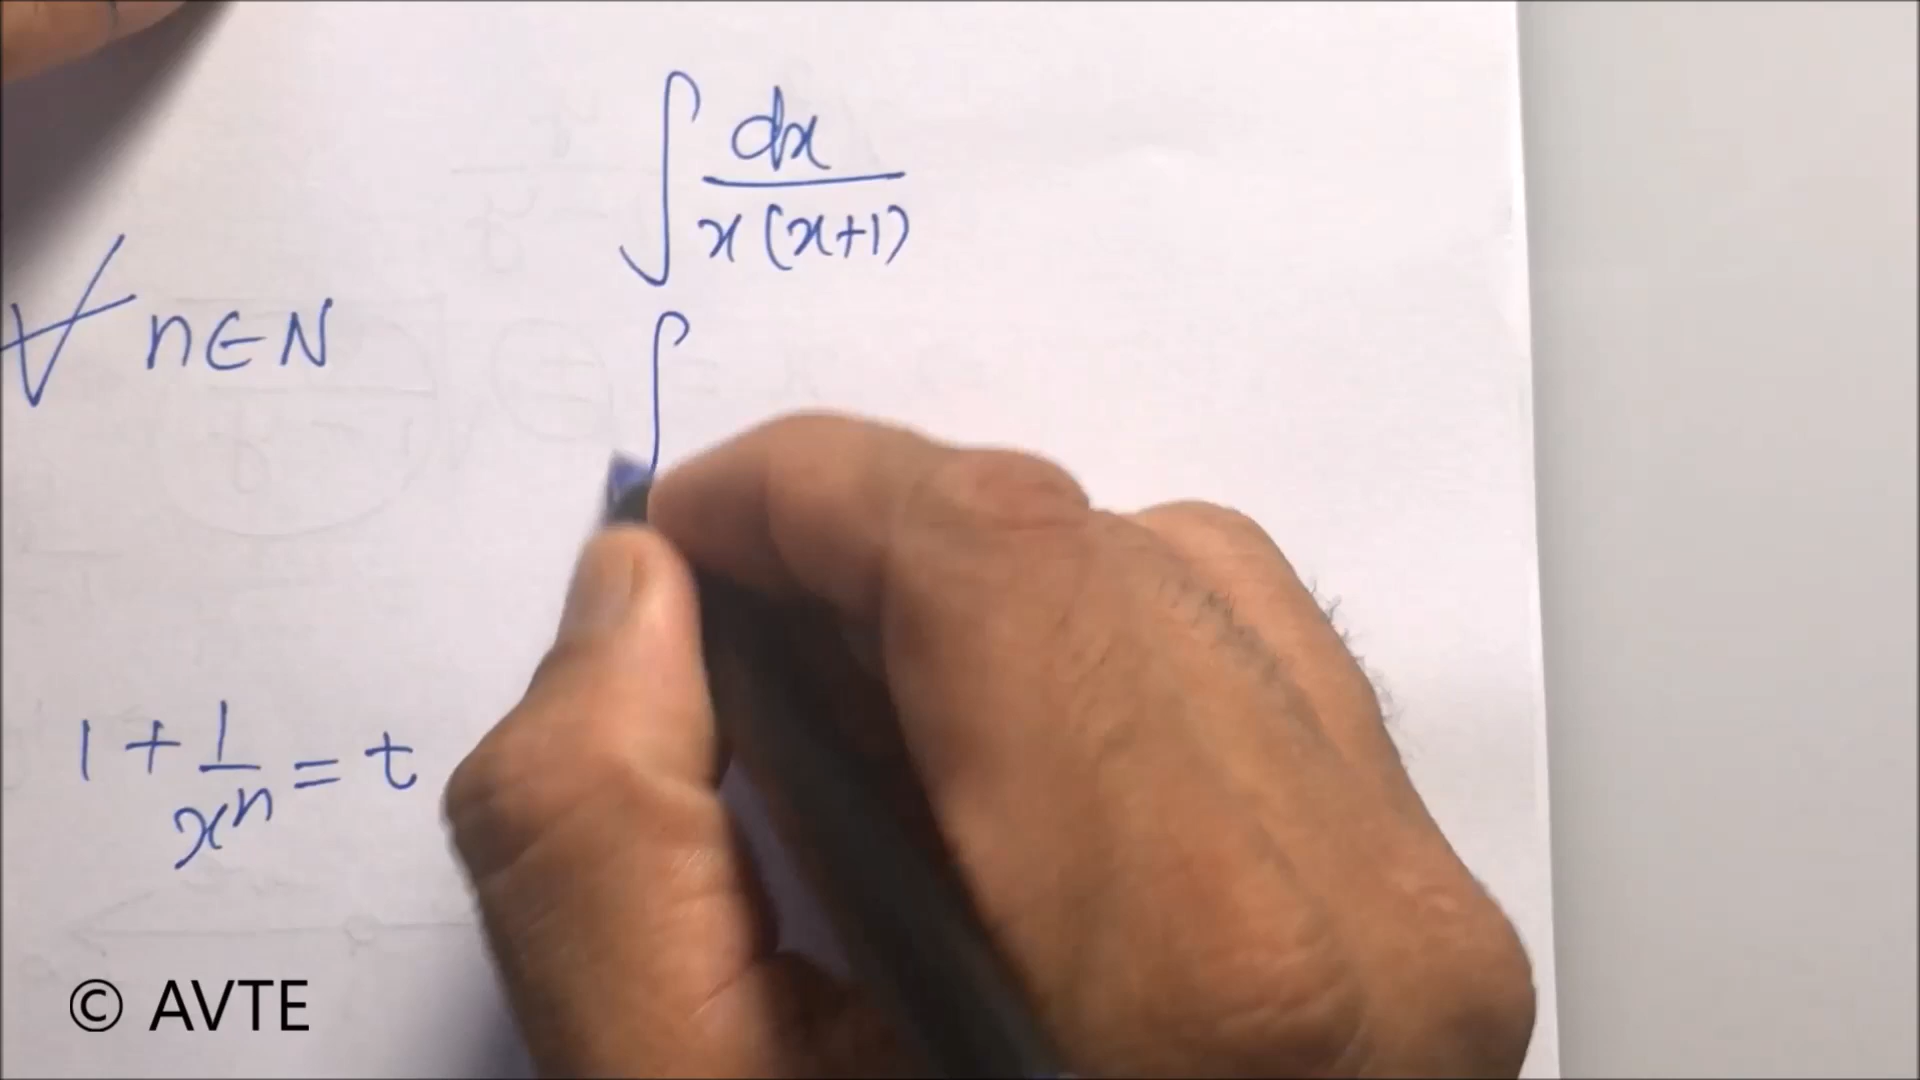 ∫ dx / x(x+1)
∀ n∈N
∫
1 + 1/xⁿ = t
© AVTE